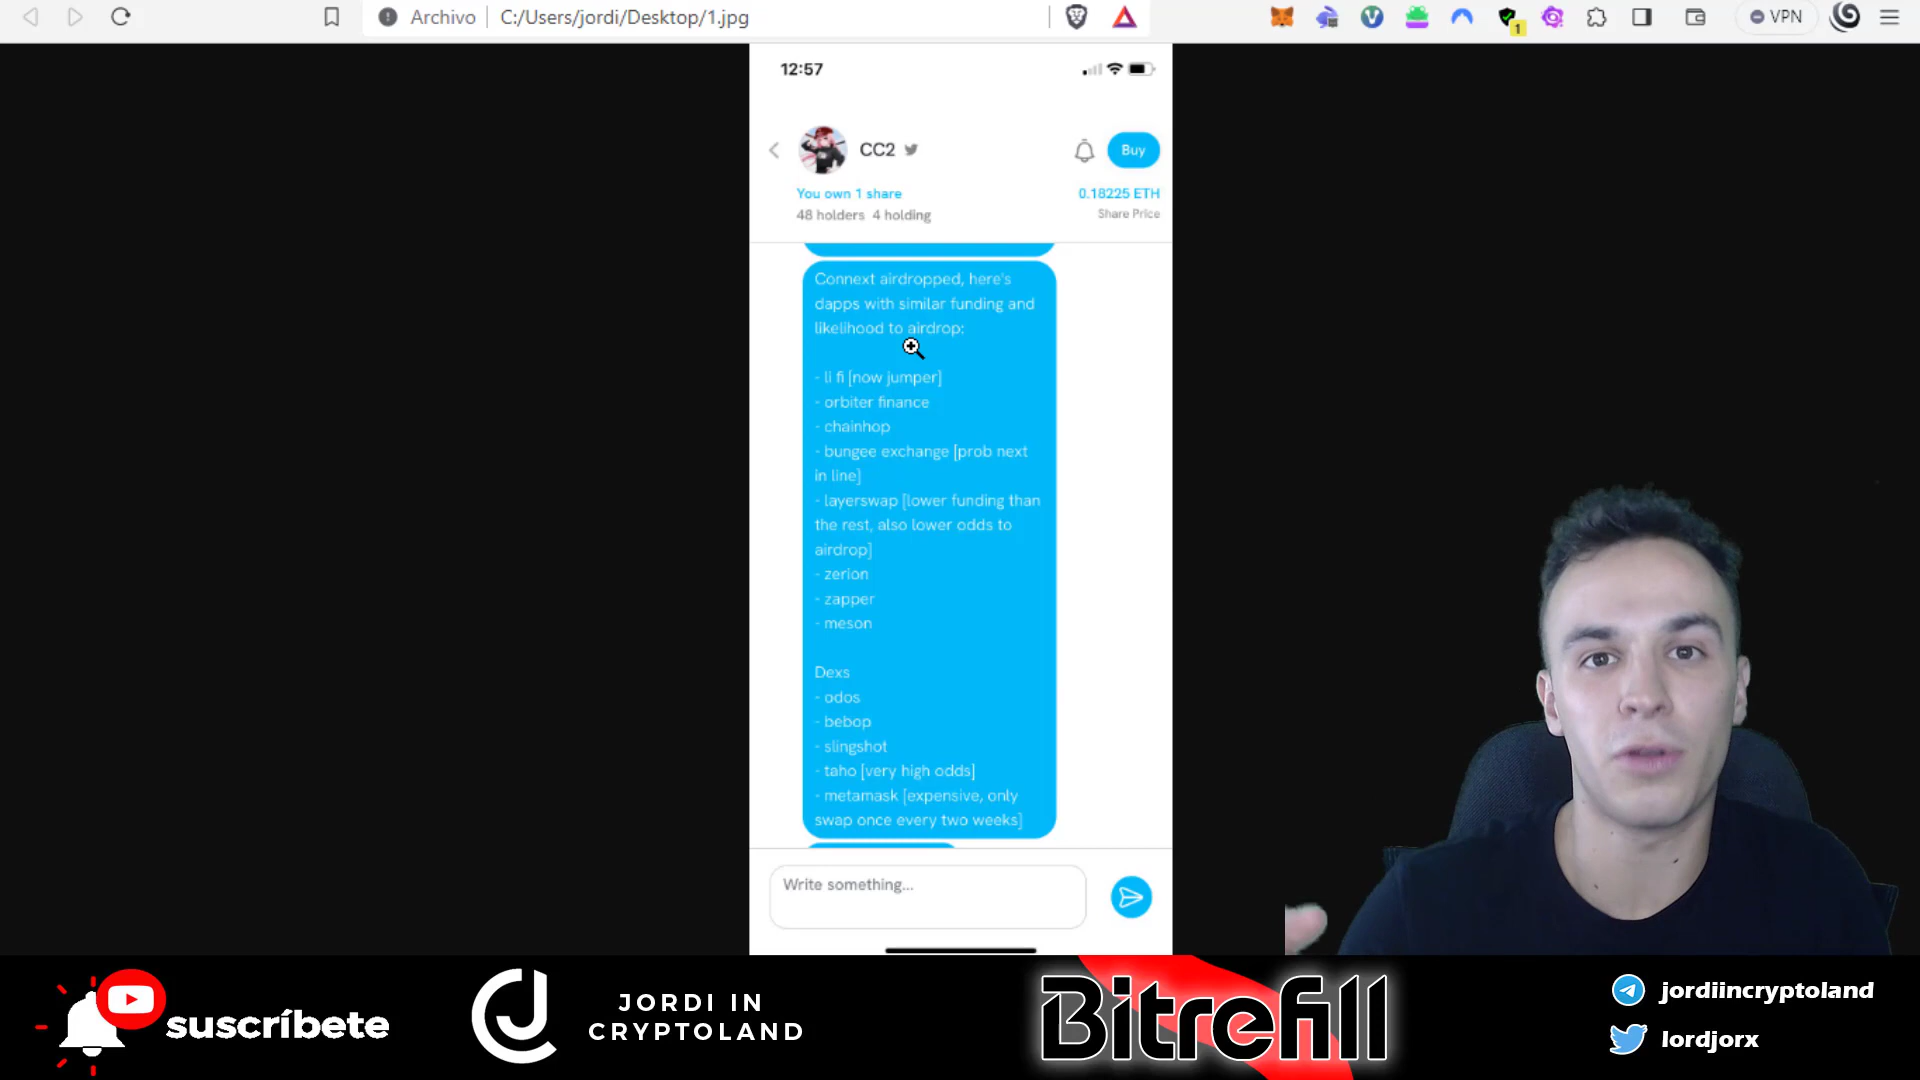 Archivo
C:/Users/jordi/Desktop/1.jpg
1
VPN
12:57
CC2
Buy
You own 1 share
0.18225 ETH
48 holders 4 holding
Share Price
Connext airdropped, here's
dapps with similar funding and
likelihood to airdrop:
- li fi [now jumper]
- orbiter finance
- chainhop
- bungee exchange [prob next
in line]
- layerswap [lower funding than
the rest, also lower odds to
airdrop]
- zerion
- zapper
- meson
Dexs
- odos
- bebop
- slingshot
- taho [very high odds]
- metamask [expensive, only
swap once every two weeks]
Write something...
suscríbete
JORDI IN
CRYPTOLAND
Bitrefill
jordiincryptoland
lordjorx